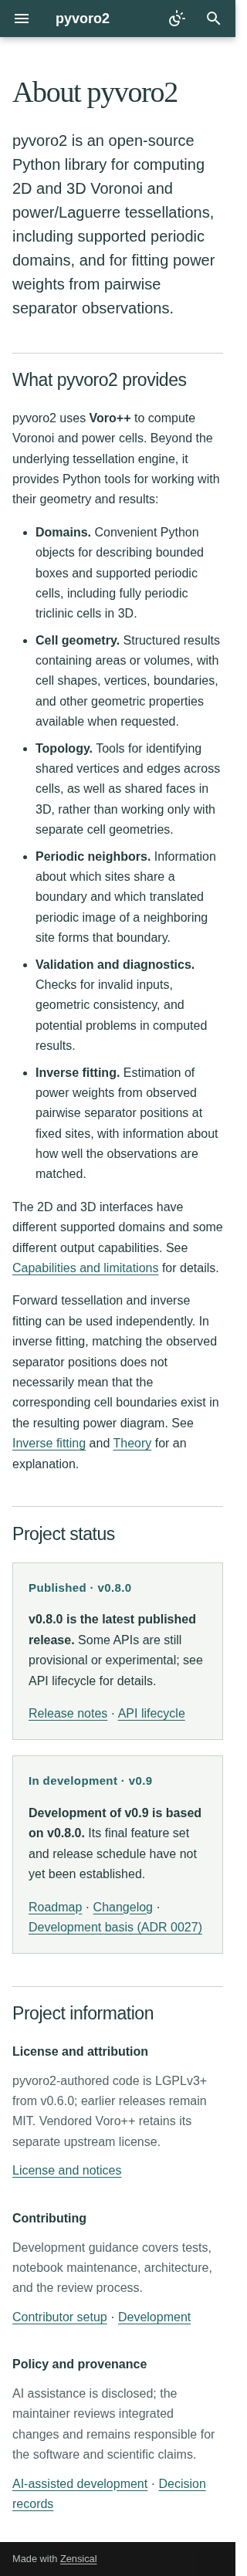 pyvoro2
About pyvoro2
pyvoro2 is an open-source
Python library for computing
2D and 3D Voronoi and
power/Laguerre tessellations,
including supported periodic
domains, and for fitting power
weights from pairwise
separator observations.
What pyvoro2 provides
pyvoro2 uses Voro++ to compute
Voronoi and power cells. Beyond the
underlying tessellation engine, it
provides Python tools for working with
their geometry and results:
• Domains. Convenient Python
objects for describing bounded
boxes and supported periodic
cells, including fully periodic
triclinic cells in 3D.
• Cell geometry. Structured results
containing areas or volumes, with
cell shapes, vertices, boundaries,
and other geometric properties
available when requested.
• Topology. Tools for identifying
shared vertices and edges across
cells, as well as shared faces in
3D, rather than working only with
separate cell geometries.
• Periodic neighbors. Information
about which sites share a
boundary and which translated
periodic image of a neighboring
site forms that boundary.
• Validation and diagnostics.
Checks for invalid inputs,
geometric consistency, and
potential problems in computed
results.
• Inverse fitting. Estimation of
power weights from observed
pairwise separator positions at
fixed sites, with information about
how well the observations are
matched.
The 2D and 3D interfaces have
different supported domains and some
different output capabilities. See
Capabilities and limitations for details.
Forward tessellation and inverse
fitting can be used independently. In
inverse fitting, matching the observed
separator positions does not
necessarily mean that the
corresponding cell boundaries exist in
the resulting power diagram. See
Inverse fitting and Theory for an
explanation.
Project status
Published · v0.8.0
v0.8.0 is the latest published
release. Some APIs are still
provisional or experimental; see
API lifecycle for details.
Release notes · API lifecycle
In development · v0.9
Development of v0.9 is based
on v0.8.0. Its final feature set
and release schedule have not
yet been established.
Roadmap · Changelog ·
Development basis (ADR 0027)
Project information
License and attribution
pyvoro2-authored code is LGPLv3+
from v0.6.0; earlier releases remain
MIT. Vendored Voro++ retains its
separate upstream license.
License and notices
Contributing
Development guidance covers tests,
notebook maintenance, architecture,
and the review process.
Contributor setup · Development
Policy and provenance
AI assistance is disclosed; the
maintainer reviews integrated
changes and remains responsible for
the software and scientific claims.
AI-assisted development · Decision
records
Made with Zensical